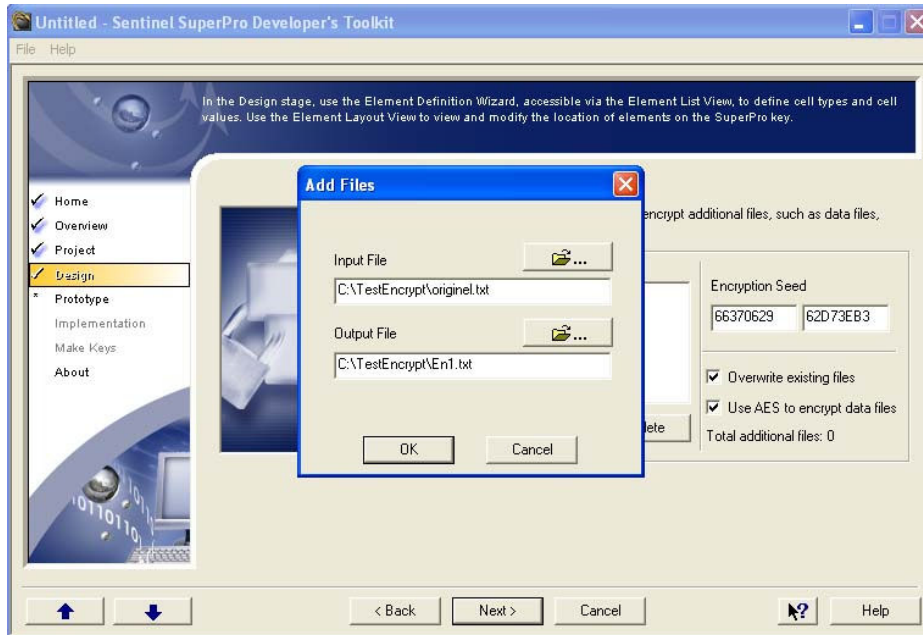 Untitled - Sentinel SuperPro Developer's Toolkit
File Help
In the Design stage, use the Element Definition Wizard, accessible via the Element List View, to define cell types and cell
values. Use the Element Layout View to view and modify the location of elements on the SuperPro key.
Home
Overview
Project
Design
* Prototype
Implementation
Make Keys
About
Add Files
Input File
...
C:\TestEncrypt\originel.txt
Output File
...
C:\TestEncrypt\En1.txt
OK Cancel
encrypt additional files, such as data files,
Encryption Seed
66370629 62D73EB3
Overwrite existing files
Use AES to encrypt data files
Total additional files: 0
< Back Next > Cancel ? Help